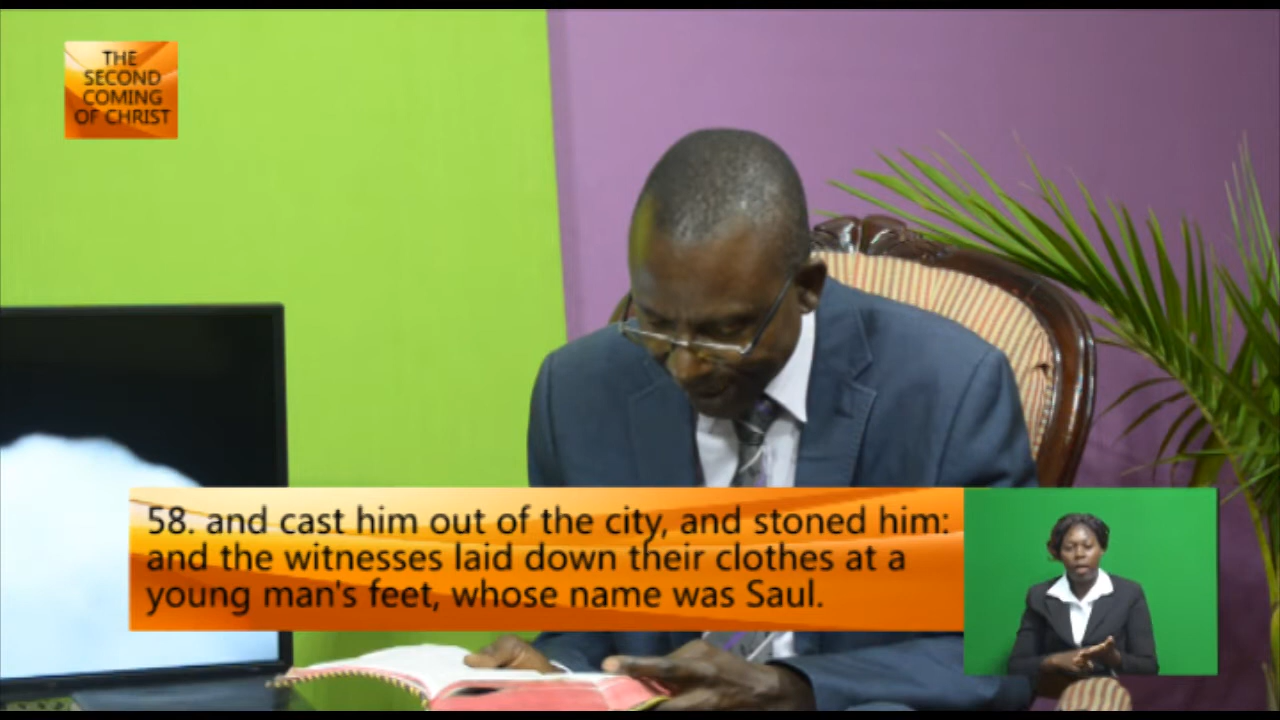 THE
SECOND
COMING
OF CHRIST
58. and cast him out of the city, and stoned him:
and the witnesses laid down their clothes at a
young man's feet, whose name was Saul.